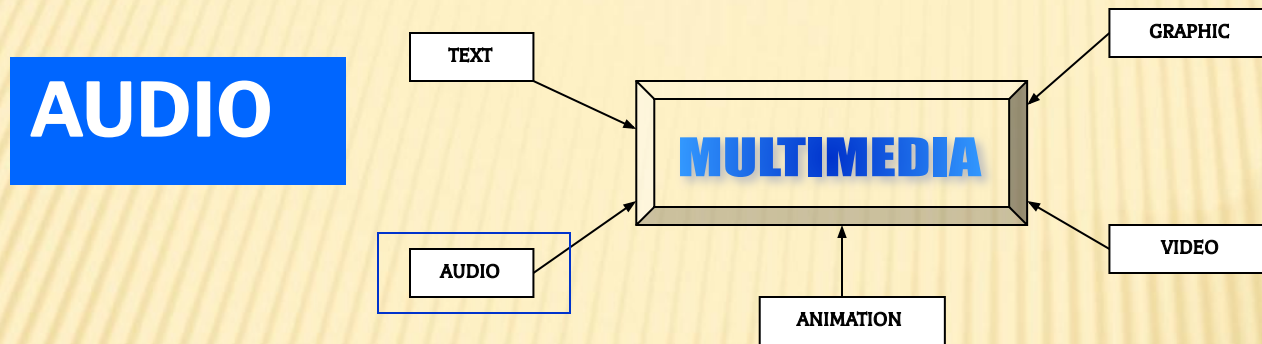 AUDIO
TEXT
GRAPHIC
MULTIMEDIA
AUDIO
VIDEO
ANIMATION